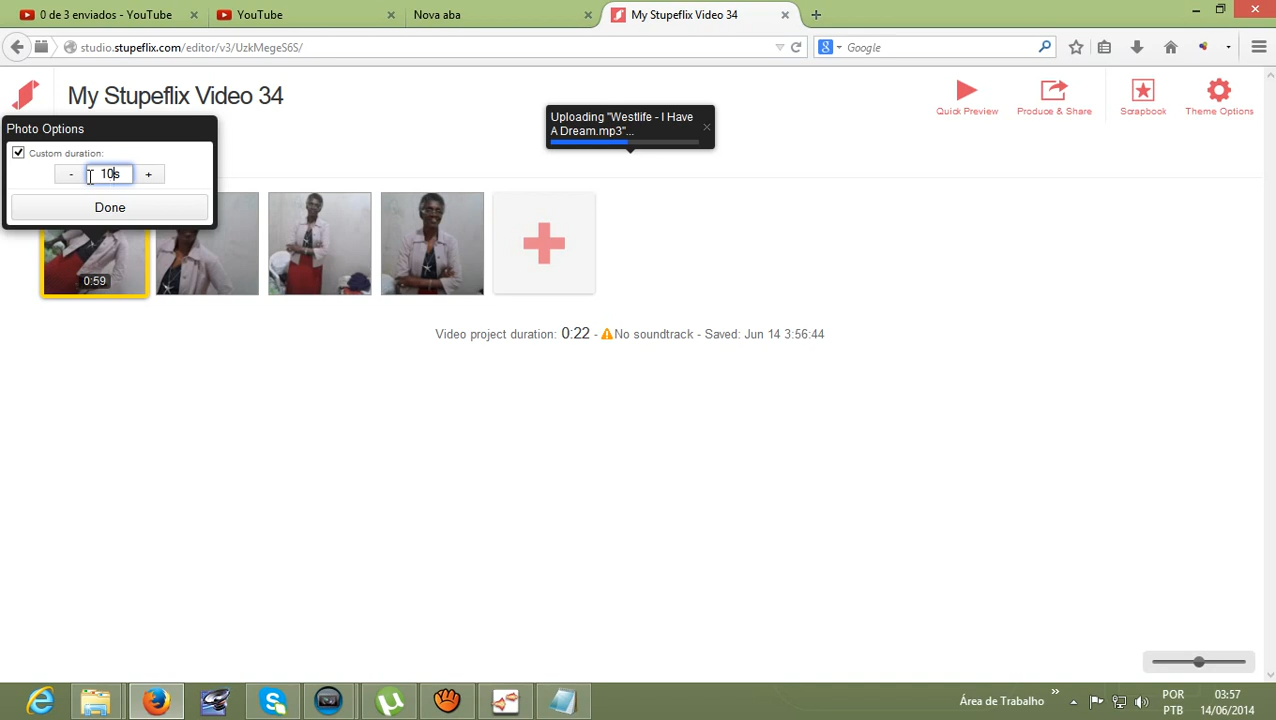 0 de 3 enviados - YouTube
YouTube
Nova aba
My Stupeflix Video 34
studio.stupeflix.com/editor/v3/UzkMegeS6S/
Google
My Stupeflix Video 34
Quick Preview
Produce & Share
Scrapbook
Theme Options
Uploading "Westlife - I Have
A Dream.mp3"...
Photo Options
Custom duration:
- 10s +
Done
0:59
Video project duration: 0:22 - No soundtrack - Saved: Jun 14 3:56:44
Área de Trabalho
POR
PTB
03:57
14/06/2014